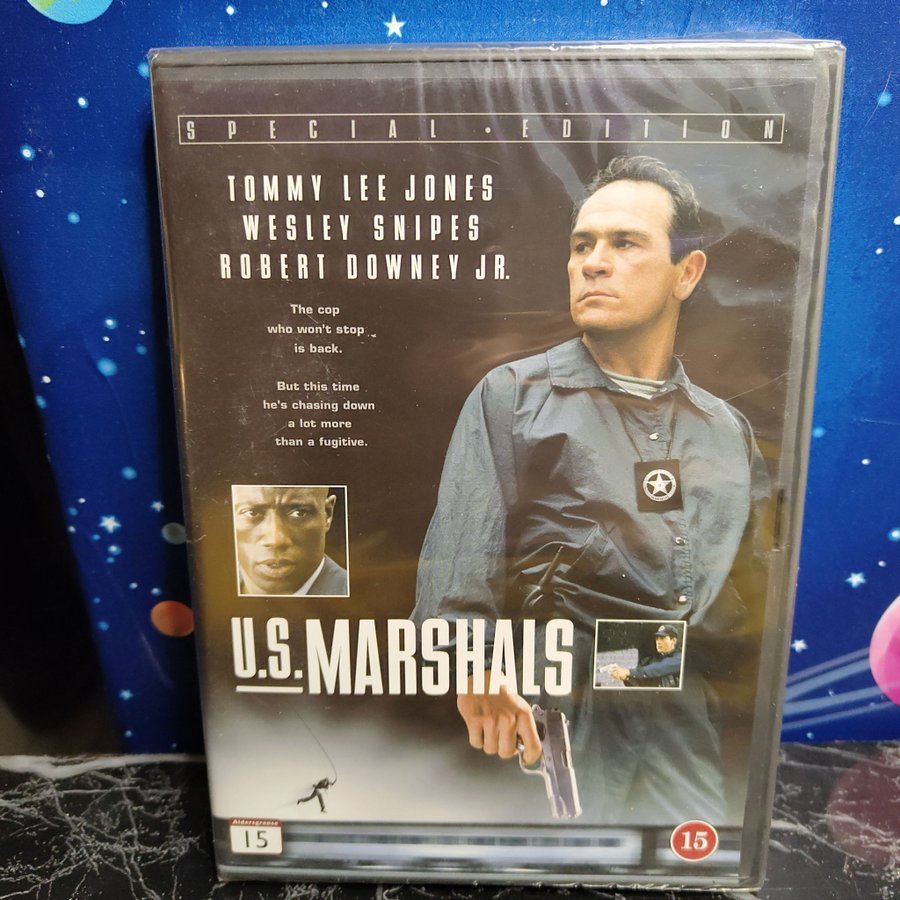 SPECIAL · EDITION
TOMMY LEE JONES
WESLEY SNIPES
ROBERT DOWNEY JR.
The cop
who won't stop
is back.
But this time
he's chasing down
a lot more
than a fugitive.
U.S. MARSHALS
Aldersgrense
15
15